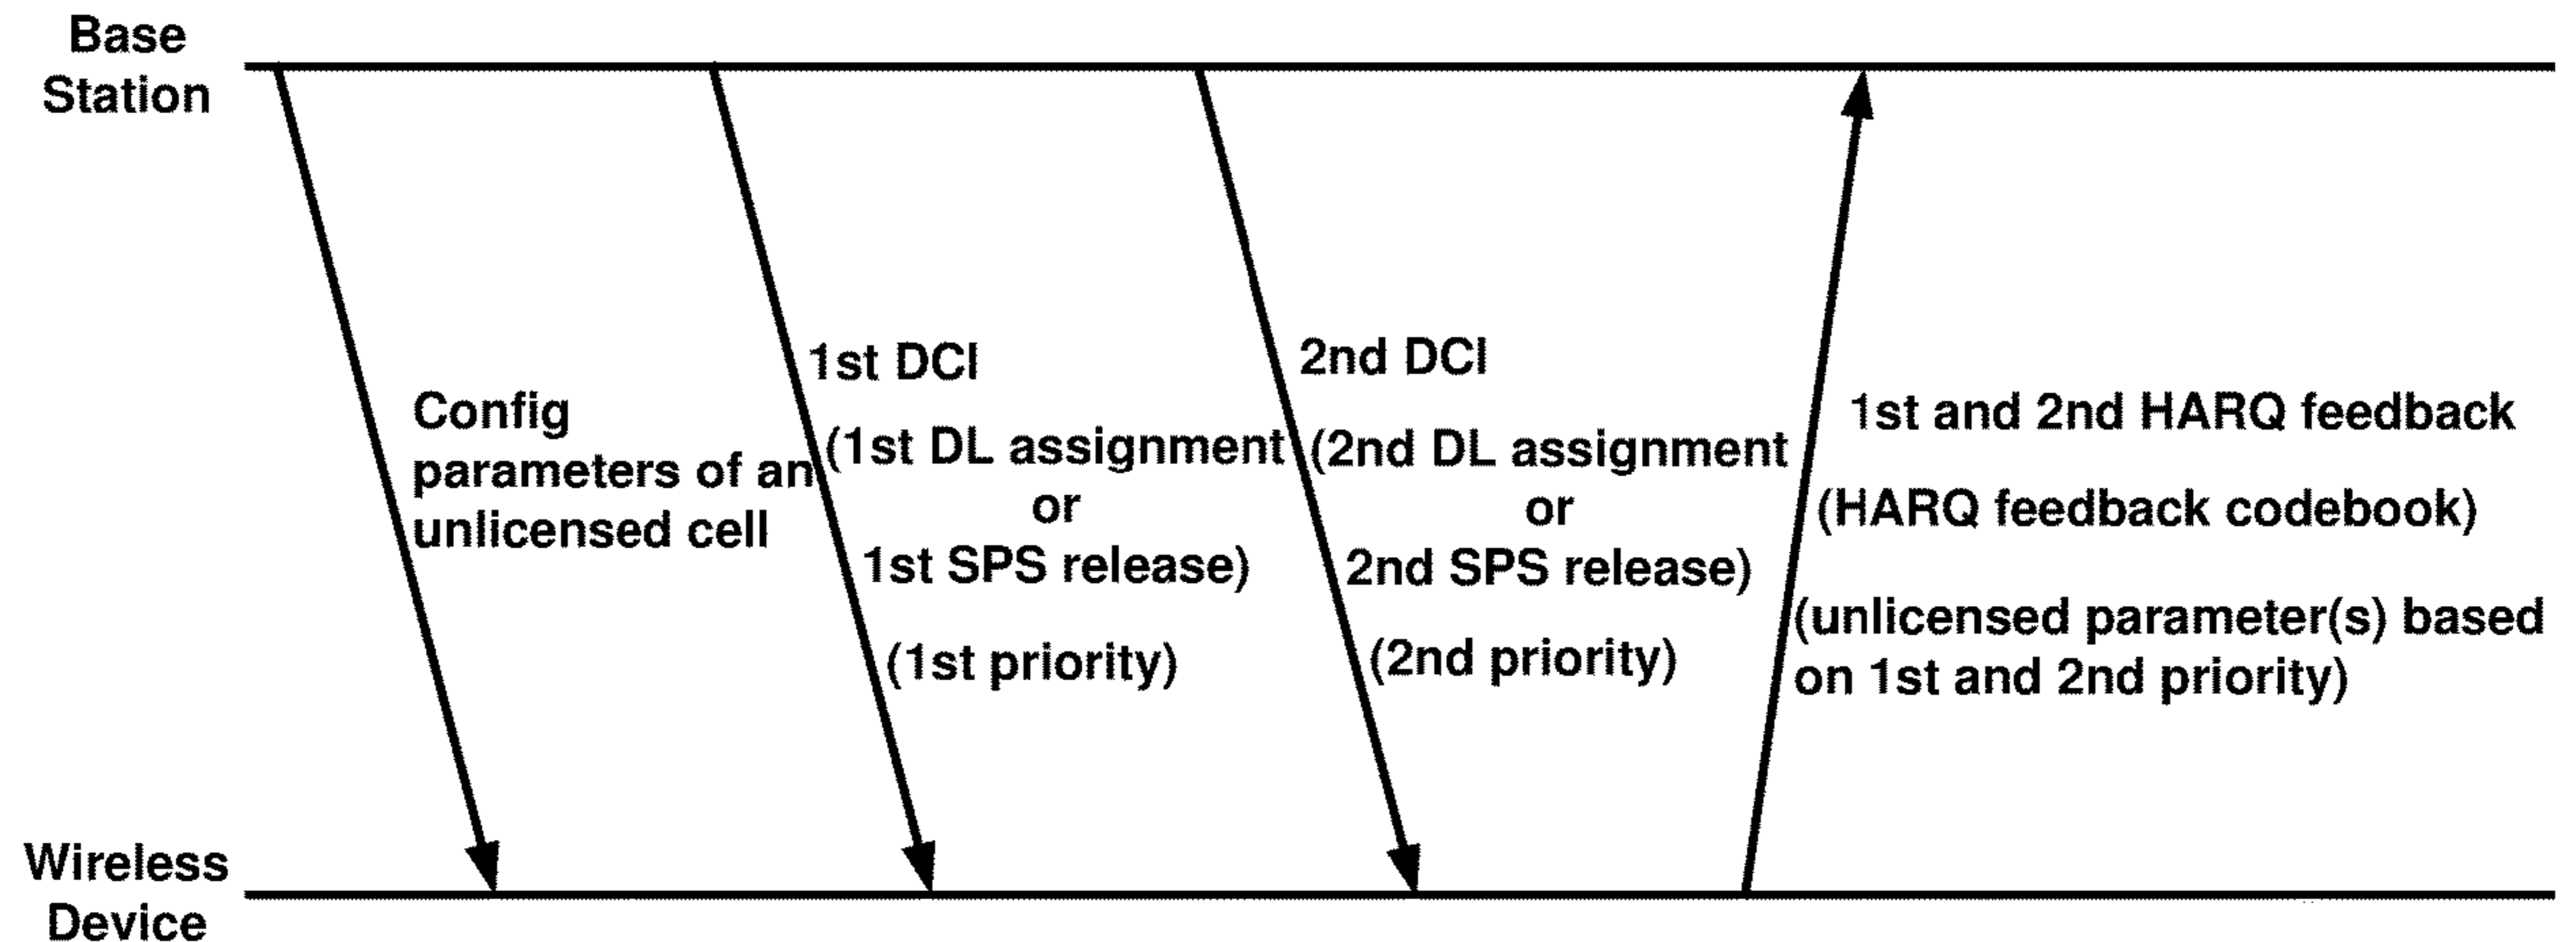 Base
Station
Config
parameters of an
unlicensed cell
1st DCI
(1st DL assignment
or
1st SPS release)
(1st priority)
2nd DCI
(2nd DL assignment
or
2nd SPS release)
(2nd priority)
1st and 2nd HARQ feedback
(HARQ feedback codebook)
(unlicensed parameter(s) based
on 1st and 2nd priority)
Wireless
Device